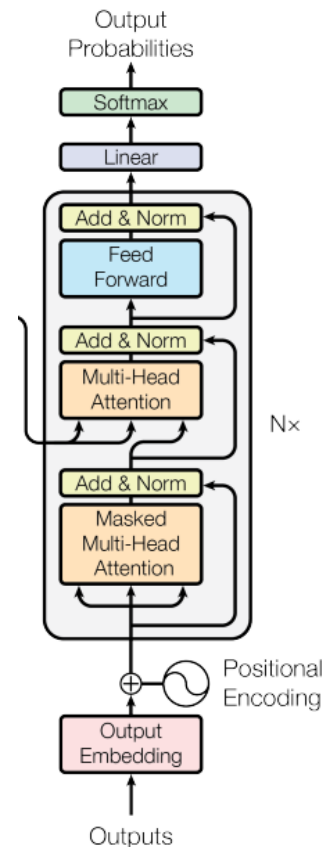 Output
Probabilities
Softmax
Linear
Add & Norm
Feed
Forward
Add & Norm
Multi-Head
Attention
N×
Add & Norm
Masked
Multi-Head
Attention
Positional
Encoding
Output
Embedding
Outputs